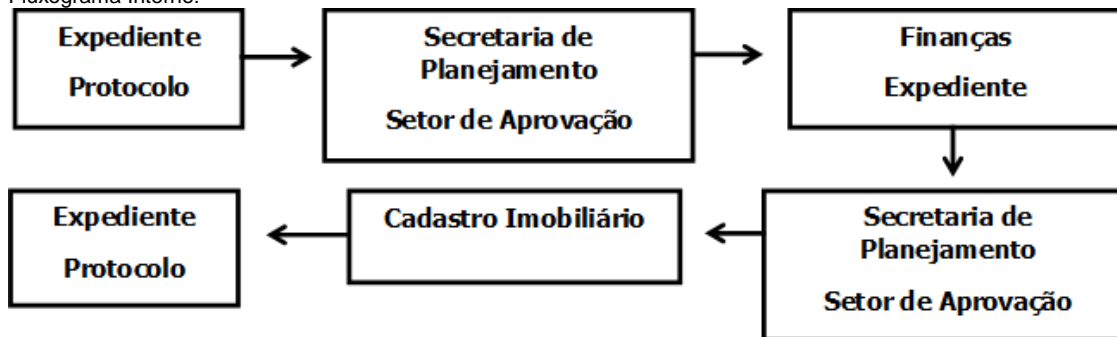 Fluxograma Interno:
Expediente
Protocolo
Secretaria de
Planejamento
Setor de Aprovação
Finanças
Expediente
Secretaria de
Planejamento
Setor de Aprovação
Cadastro Imobiliário
Expediente
Protocolo